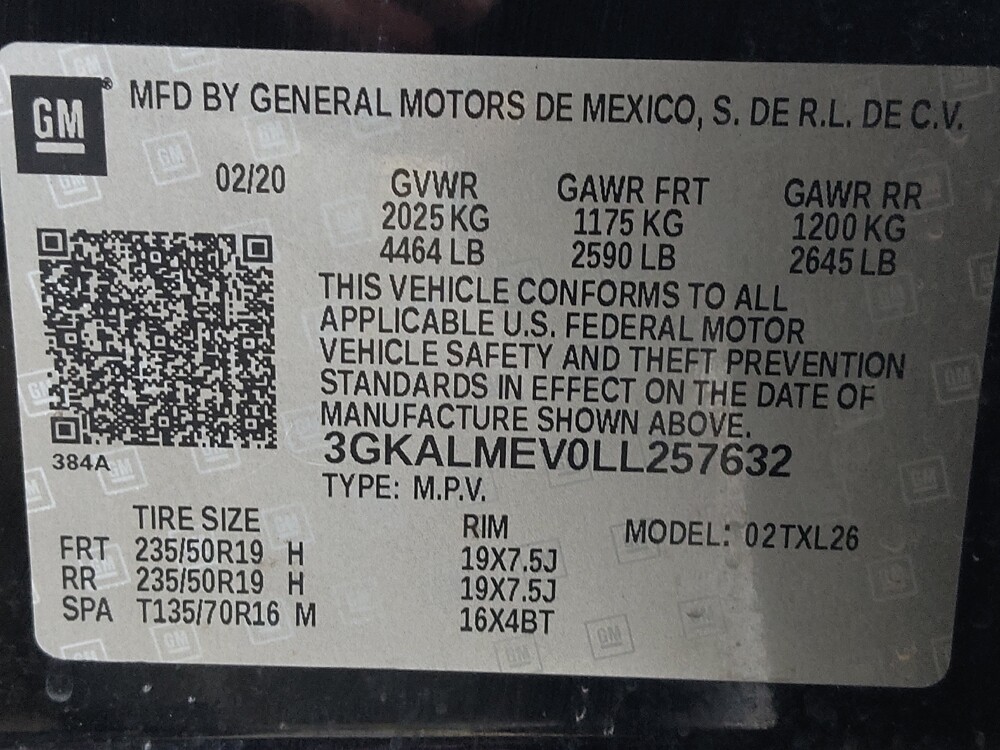 GM® MFD BY GENERAL MOTORS DE MEXICO, S. DE R.L. DE C.V.
02/20 GVWR GAWR FRT GAWR RR
2025 KG 1175 KG 1200 KG
4464 LB 2590 LB 2645 LB
THIS VEHICLE CONFORMS TO ALL
APPLICABLE U.S. FEDERAL MOTOR
VEHICLE SAFETY AND THEFT PREVENTION
STANDARDS IN EFFECT ON THE DATE OF
MANUFACTURE SHOWN ABOVE.
384A 3GKALMEV0LL257632
TYPE: M.P.V.
TIRE SIZE RIM MODEL: 02TXL26
FRT 235/50R19 H 19X7.5J
RR 235/50R19 H 19X7.5J
SPA T135/70R16 M 16X4BT